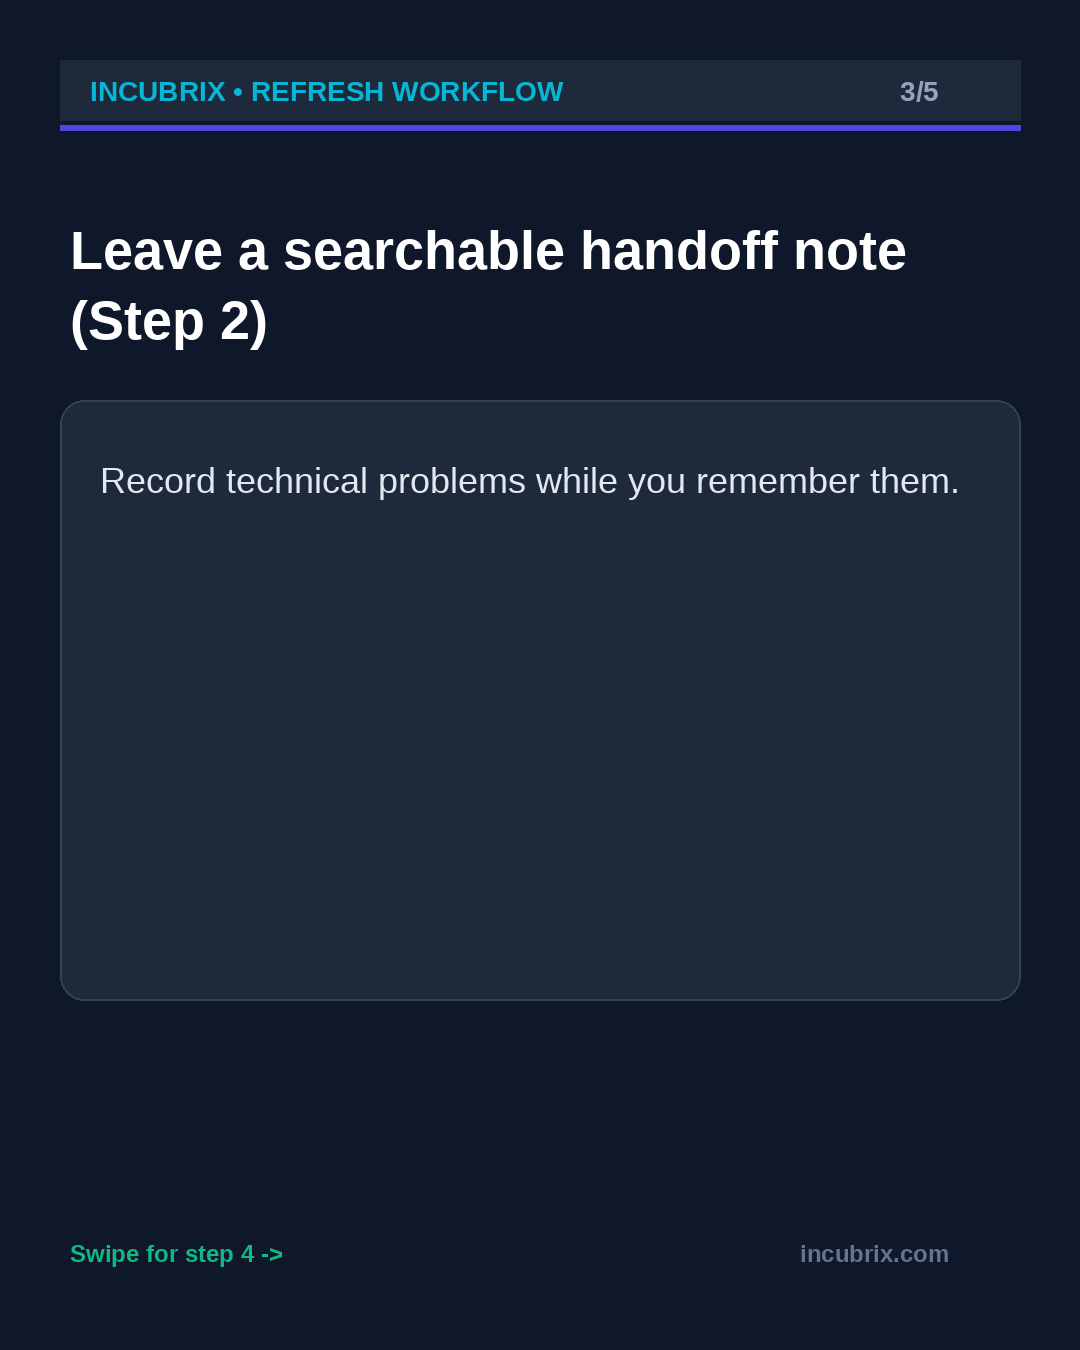 INCUBRIX • REFRESH WORKFLOW 3/5
Leave a searchable handoff note
(Step 2)
Record technical problems while you remember them.
Swipe for step 4 -> incubrix.com